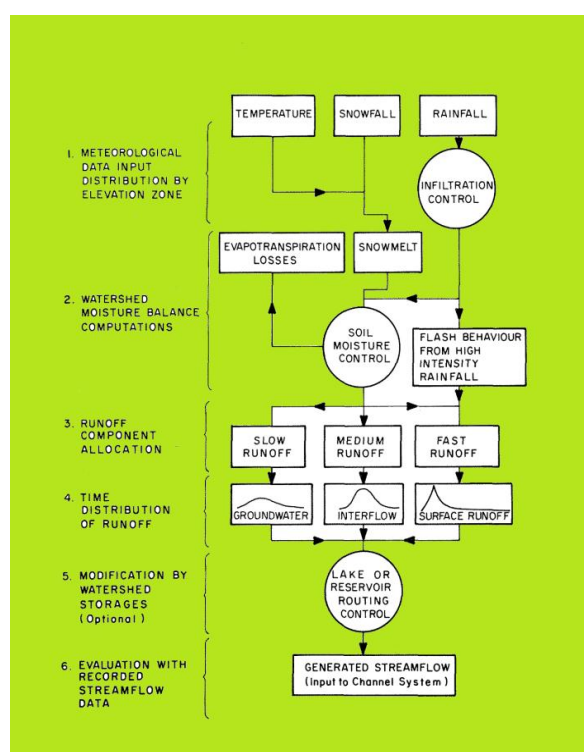 TEMPERATURE
SNOWFALL
RAINFALL
1. METEOROLOGICAL
DATA INPUT
DISTRIBUTION BY
ELEVATION ZONE
INFILTRATION
CONTROL
EVAPOTRANSPIRATION
LOSSES
SNOWMELT
2. WATERSHED
MOISTURE BALANCE
COMPUTATIONS
SOIL
MOISTURE
CONTROL
FLASH BEHAVIOUR
FROM HIGH
INTENSITY
RAINFALL
3. RUNOFF
COMPONENT
ALLOCATION
SLOW
RUNOFF
MEDIUM
RUNOFF
FAST
RUNOFF
4. TIME
DISTRIBUTION
OF RUNOFF
GROUNDWATER
INTERFLOW
SURFACE RUNOFF
5. MODIFICATION BY
WATERSHED
STORAGES
(Optional)
LAKE OR
RESERVOIR
ROUTING
CONTROL
6. EVALUATION WITH
RECORDED
STREAMFLOW
DATA
GENERATED STREAMFLOW
(Input to Channel System)